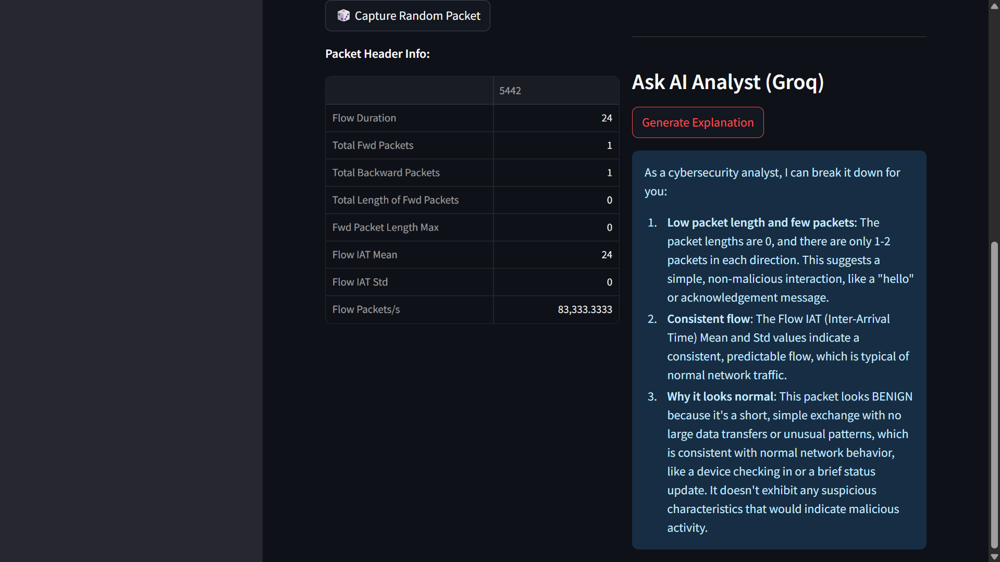 Capture Random Packet
Packet Header Info:
5442
Flow Duration 24
Total Fwd Packets 1
Total Backward Packets 1
Total Length of Fwd Packets 0
Fwd Packet Length Max 0
Flow IAT Mean 24
Flow IAT Std 0
Flow Packets/s 83,333.3333
Ask AI Analyst (Groq)
Generate Explanation
As a cybersecurity analyst, I can break it down for
you:
1. Low packet length and few packets: The
packet lengths are 0, and there are only 1-2
packets in each direction. This suggests a
simple, non-malicious interaction, like a "hello"
or acknowledgement message.
2. Consistent flow: The Flow IAT (Inter-Arrival
Time) Mean and Std values indicate a
consistent, predictable flow, which is typical of
normal network traffic.
3. Why it looks normal: This packet looks BENIGN
because it's a short, simple exchange with no
large data transfers or unusual patterns, which
is consistent with normal network behavior,
like a device checking in or a brief status
update. It doesn't exhibit any suspicious
characteristics that would indicate malicious
activity.